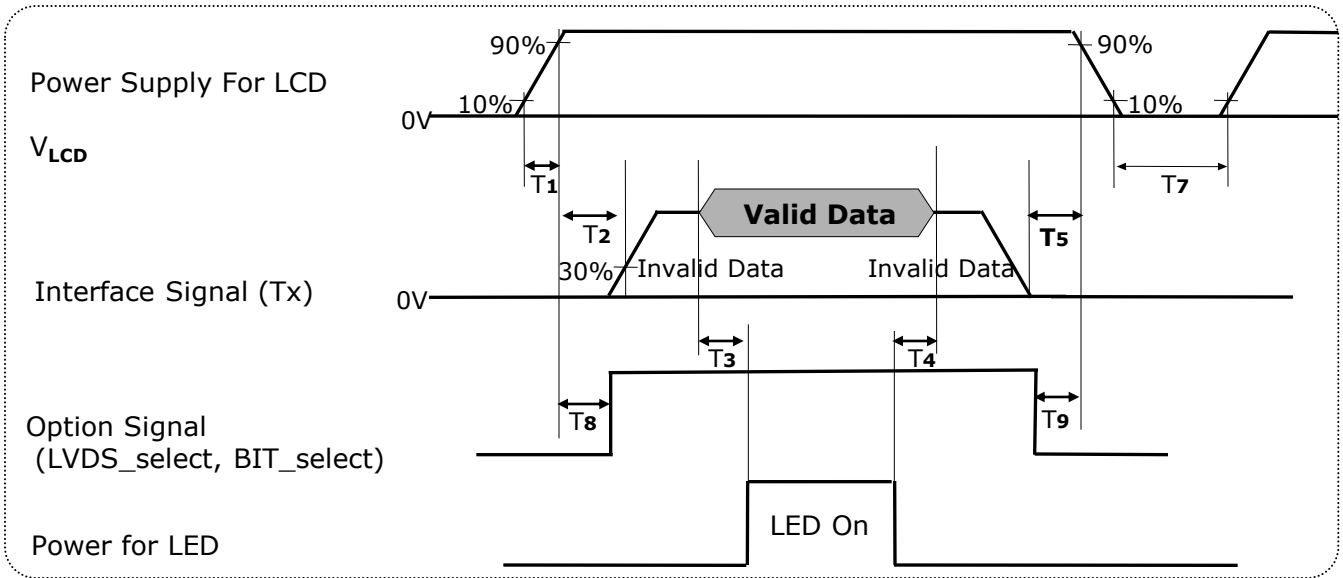 90%
90%
Power Supply For LCD
10%
10%
0V
VLCD
T1
T7
T2
Valid Data
T5
30%
Invalid Data
Invalid Data
Interface Signal (Tx)
0V
T3
T4
T8
T9
Option Signal
(LVDS_select, BIT_select)
LED On
Power for LED